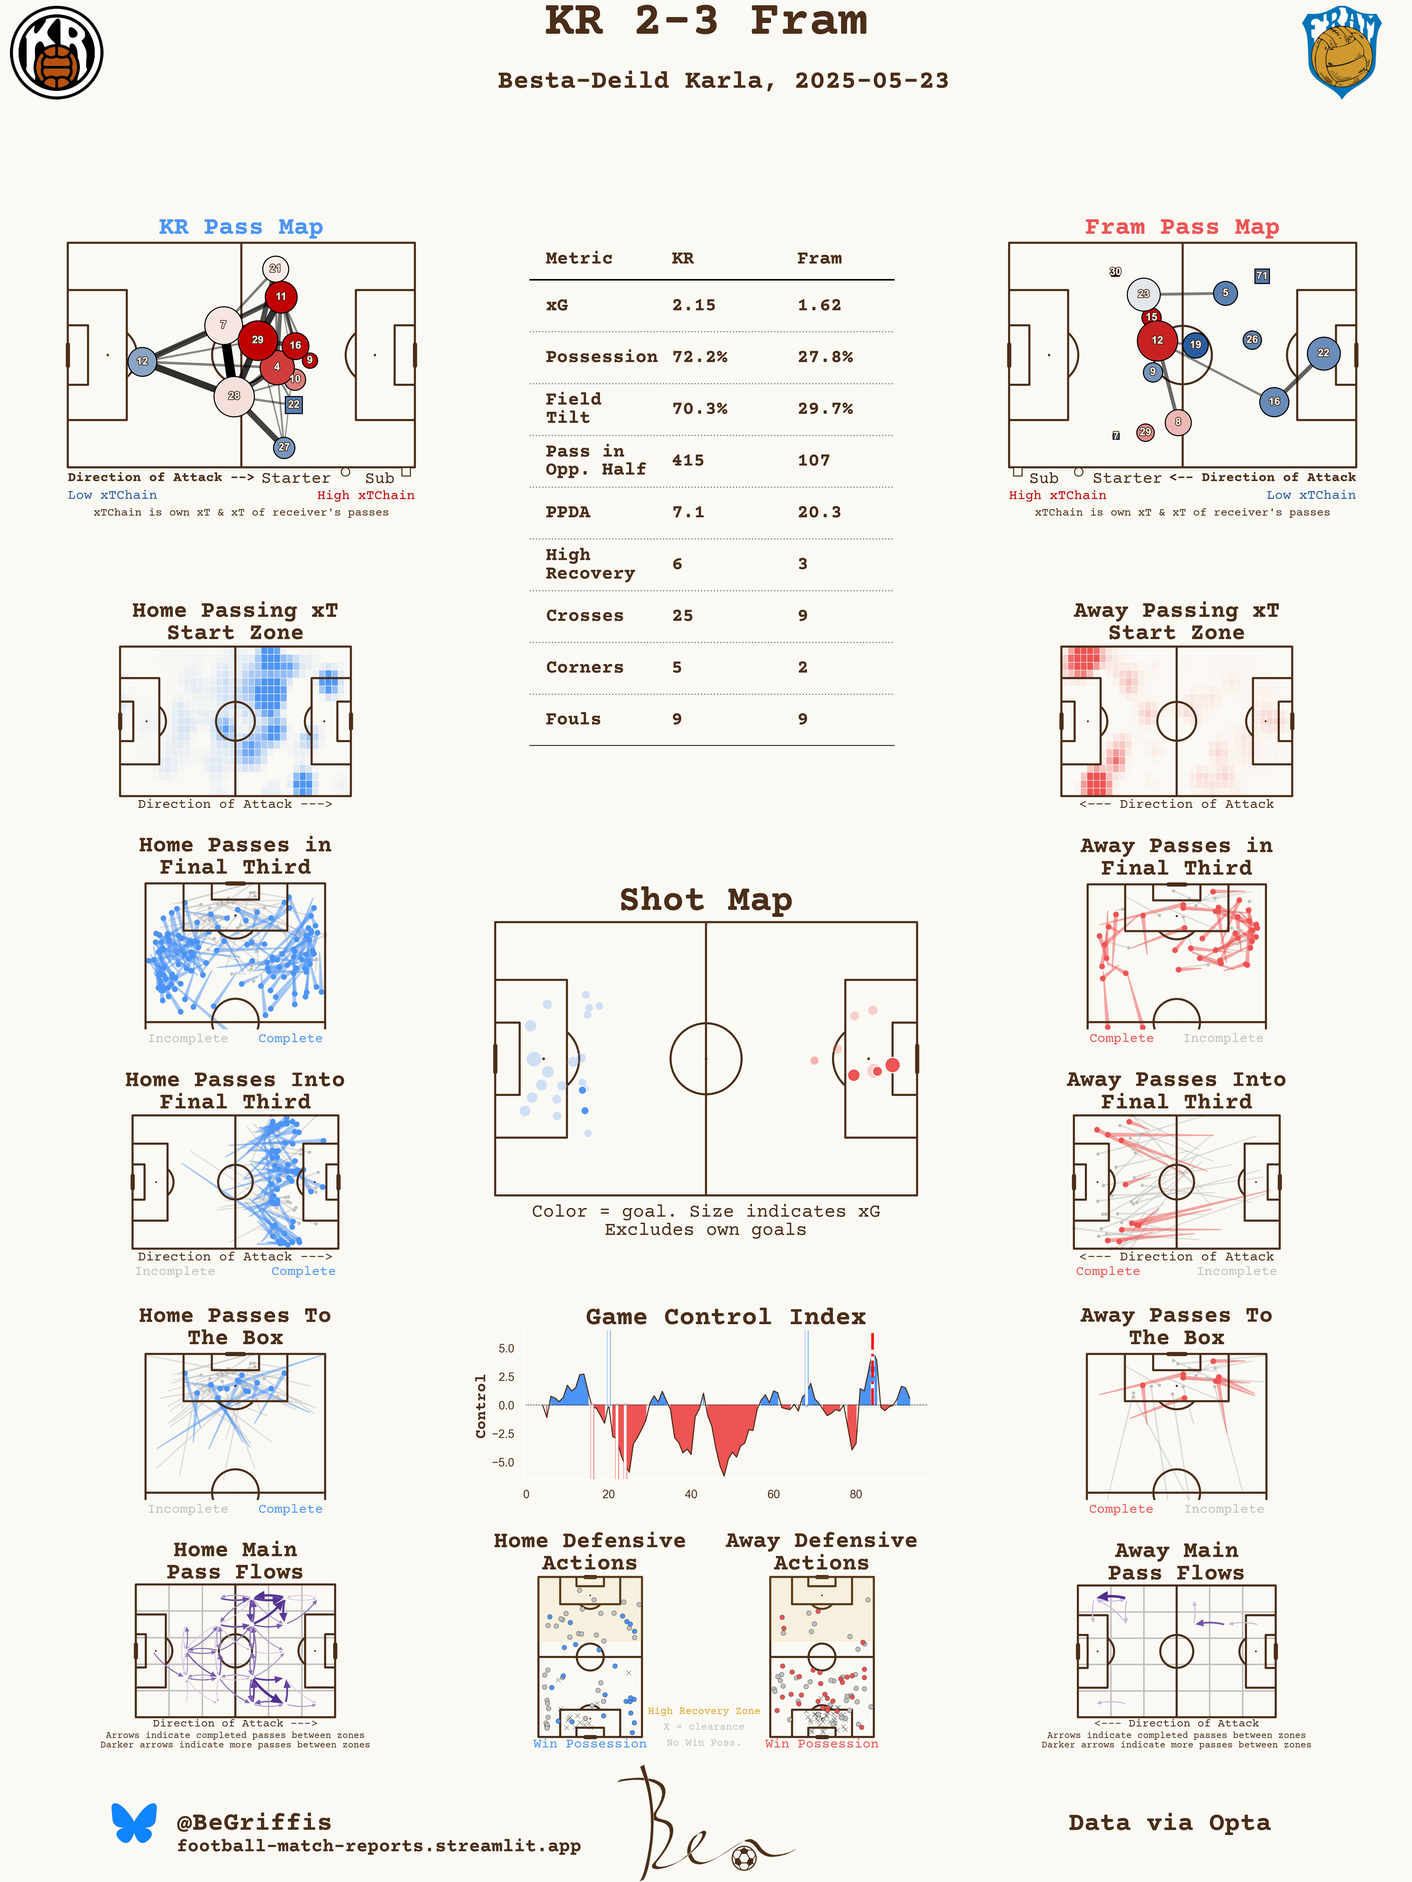 KR 2-3 Fram
Besta-Deild Karla, 2025-05-23
KR
FRAM
KR Pass Map
21
11
7
29
16
12
9
4
10
28
22
27
Direction of Attack --> Starter Sub
Low xTChain High xTChain
xTChain is own xT & xT of receiver's passes
Metric KR Fram
xG 2.15 1.62
Possession 72.2% 27.8%
Field
Tilt 70.3% 29.7%
Pass in
Opp. Half 415 107
PPDA 7.1 20.3
High
Recovery 6 3
Crosses 25 9
Corners 5 2
Fouls 9 9
Fram Pass Map
30
71
23
5
15
12
19
26
22
9
16
8
7
29
Sub Starter <-- Direction of Attack
High xTChain Low xTChain
xTChain is own xT & xT of receiver's passes
Home Passing xT
Start Zone
Direction of Attack --->
Away Passing xT
Start Zone
<--- Direction of Attack
Home Passes in
Final Third
Incomplete Complete
Away Passes in
Final Third
Complete Incomplete
Shot Map
Color = goal. Size indicates xG
Excludes own goals
Home Passes Into
Final Third
Direction of Attack --->
Incomplete Complete
Away Passes Into
Final Third
<--- Direction of Attack
Complete Incomplete
Home Passes To
The Box
Incomplete Complete
Game Control Index
Control
5.0
2.5
0.0
−2.5
−5.0
0 20 40 60 80
Away Passes To
The Box
Complete Incomplete
Home Main
Pass Flows
Direction of Attack --->
Arrows indicate completed passes between zones
Darker arrows indicate more passes between zones
Home Defensive
Actions
Win Possession
High Recovery Zone
X = clearance
No Win Poss.
Away Defensive
Actions
Win Possession
Away Main
Pass Flows
<--- Direction of Attack
Arrows indicate completed passes between zones
Darker arrows indicate more passes between zones
@BeGriffis
football-match-reports.streamlit.app
Ben
Data via Opta